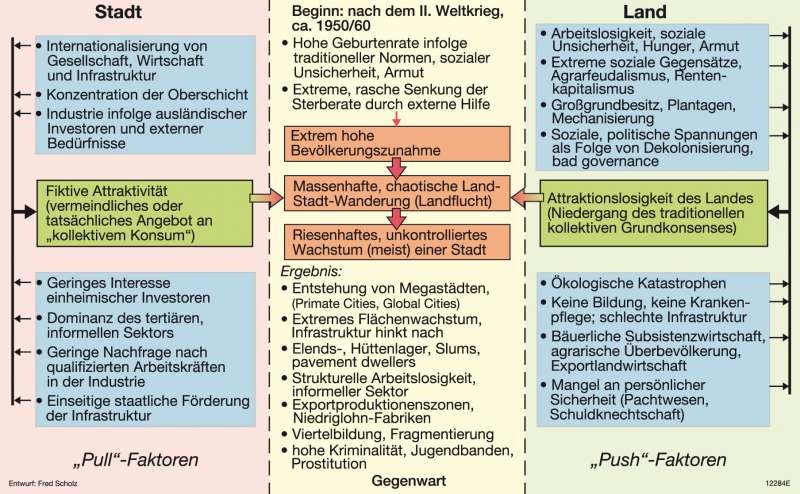 Stadt
• Internationalisierung von
Gesellschaft, Wirtschaft
und Infrastruktur
• Konzentration der Oberschicht
• Industrie infolge ausländischer
Investoren und externer
Bedürfnisse
Fiktive Attraktivität
(vermeindliches oder
tatsächliches Angebot an
„kollektivem Konsum“)
• Geringes Interesse
einheimischer Investoren
• Dominanz des tertiären,
informellen Sektors
• Geringe Nachfrage nach
qualifizierten Arbeitskräften
in der Industrie
• Einseitige staatliche Förderung
der Infrastruktur
„Pull“-Faktoren
Entwurf: Fred Scholz
Beginn: nach dem II. Weltkrieg,
ca. 1950/60
• Hohe Geburtenrate infolge
traditioneller Normen, sozialer
Unsicherheit, Armut
• Extreme, rasche Senkung der
Sterberate durch externe Hilfe
Extrem hohe
Bevölkerungszunahme
Massenhafte, chaotische Land-
Stadt-Wanderung (Landflucht)
Riesenhaftes, unkontrolliertes
Wachstum (meist) einer Stadt
Ergebnis:
• Entstehung von Megastädten,
(Primate Cities, Global Cities)
• Extremes Flächenwachstum,
Infrastruktur hinkt nach
• Elends-, Hüttenlager, Slums,
pavement dwellers
• Strukturelle Arbeitslosigkeit,
informeller Sektor
• Exportproduktionenszonen,
Niedriglohn-Fabriken
• Viertelbildung, Fragmentierung
• hohe Kriminalität, Jugendbanden,
Prostitution
Gegenwart
Land
• Arbeitslosigkeit, soziale
Unsicherheit, Hunger, Armut
• Extreme soziale Gegensätze,
Agrarfeudalismus, Renten-
kapitalismus
• Großgrundbesitz, Plantagen,
Mechanisierung
• Soziale, politische Spannungen
als Folge von Dekolonisierung,
bad governance
Attraktionslosigkeit des Landes
(Niedergang des traditionellen
kollektiven Grundkonsenses)
• Ökologische Katastrophen
• Keine Bildung, keine Kranken-
pflege; schlechte Infrastruktur
• Bäuerliche Subsistenzwirtschaft,
agrarische Überbevölkerung,
Exportlandwirtschaft
• Mangel an persönlicher
Sicherheit (Pachtwesen,
Schuldknechtschaft)
„Push“-Faktoren
12284E